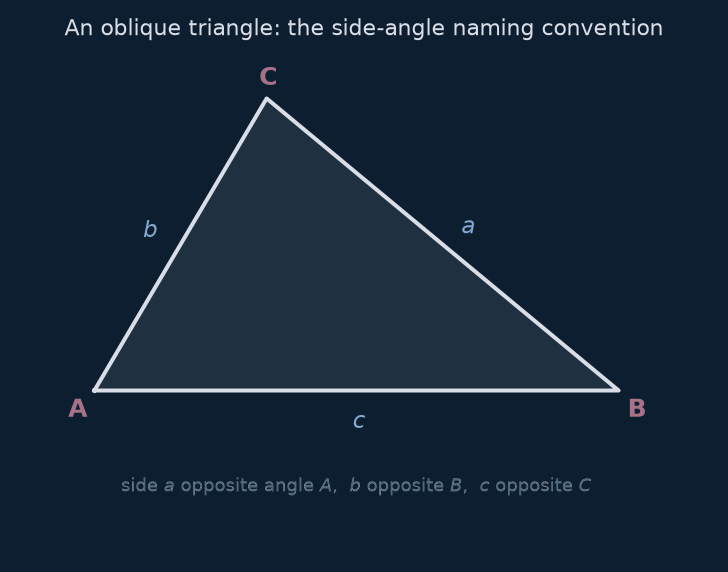 An oblique triangle: the side-angle naming convention
C
b
a
A
B
c
side a opposite angle A, b opposite B, c opposite C